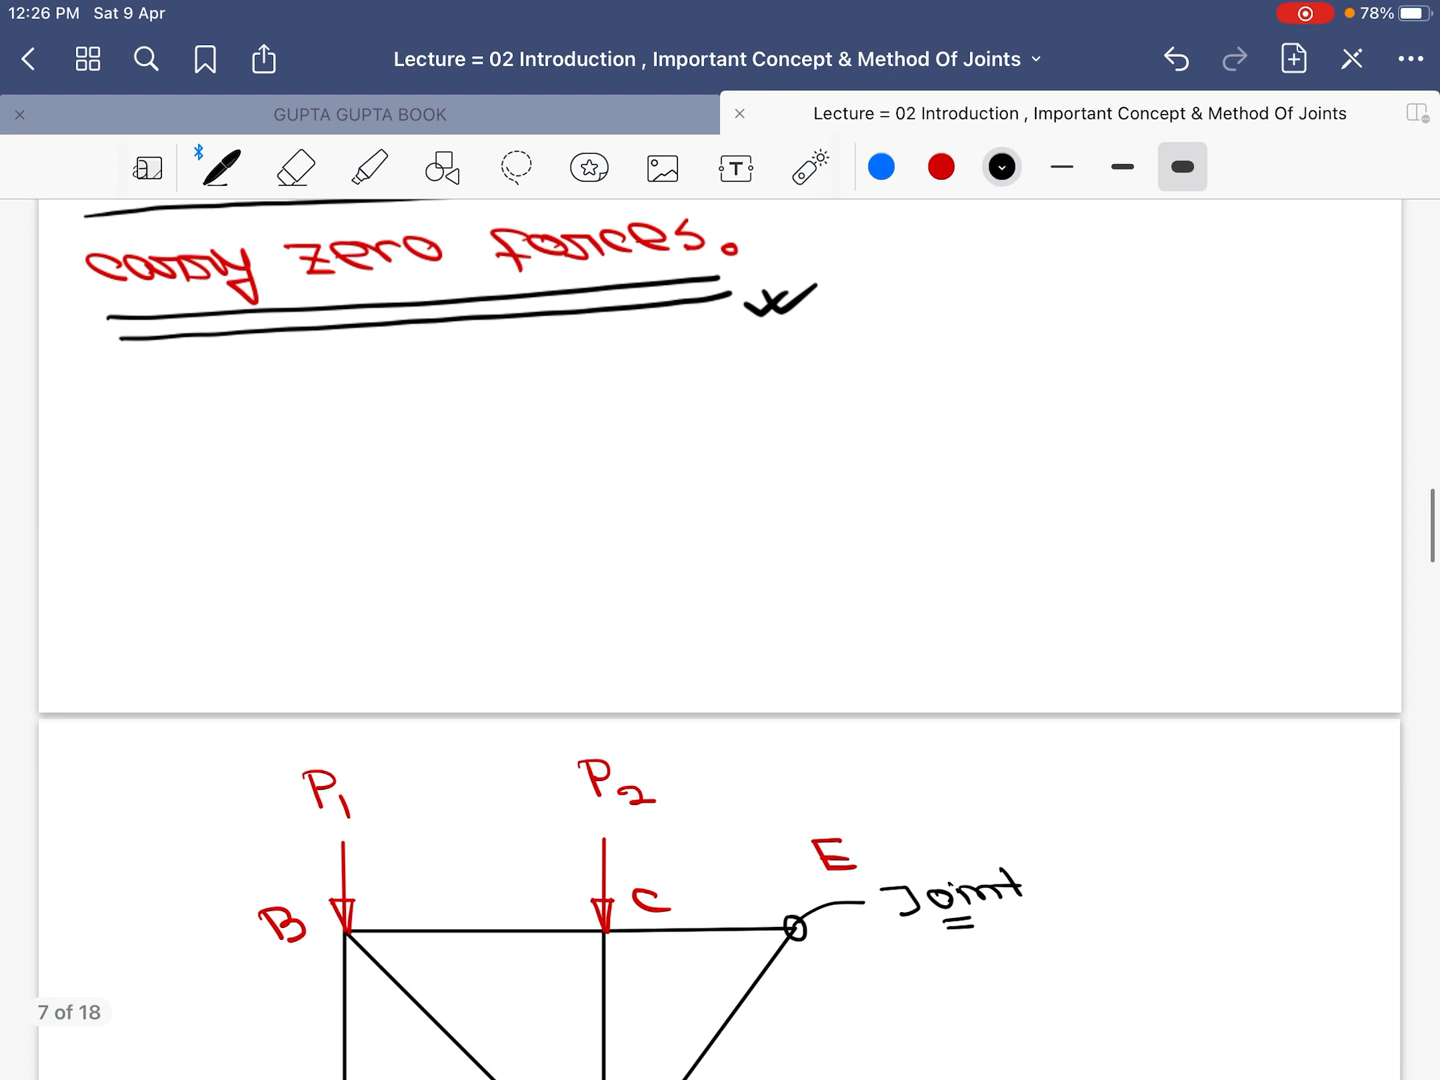 12:26 PM Sat 9 Apr
78%
Lecture = 02 Introduction , Important Concept & Method Of Joints
GUPTA GUPTA BOOK
Lecture = 02 Introduction , Important Concept & Method Of Joints
T
carry zero forces.
P1
P2
E
Joint
C
B
7 of 18